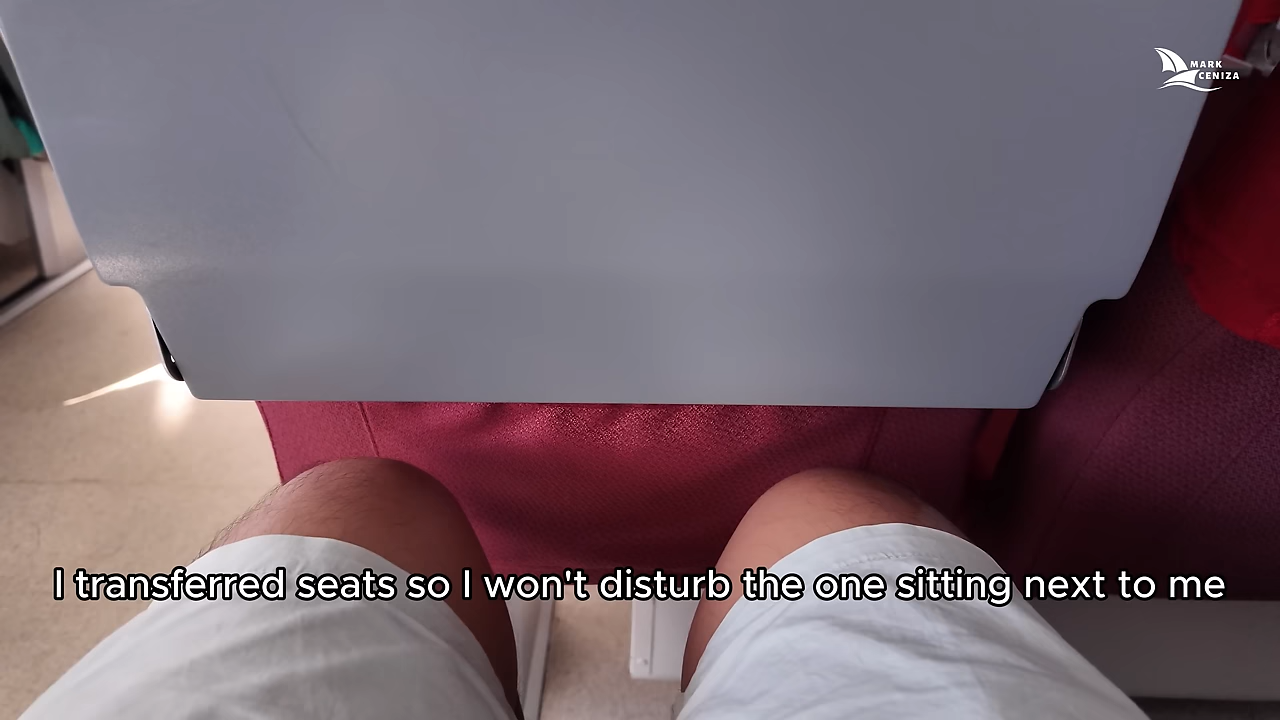 MARK
CENIZA
I transferred seats so I won't disturb the one sitting next to me